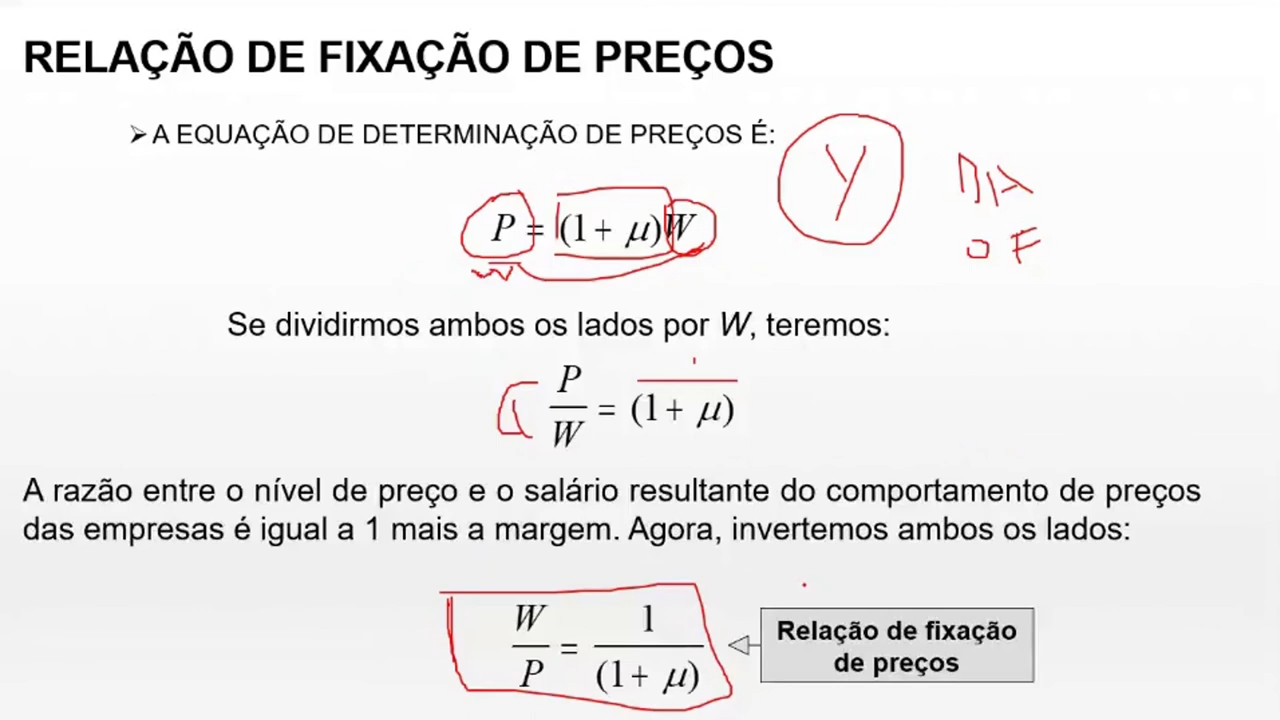 RELAÇÃO DE FIXAÇÃO DE PREÇOS
➢ A EQUAÇÃO DE DETERMINAÇÃO DE PREÇOS É:
P = (1 + μ)W
Y
OF
Se dividirmos ambos os lados por W, teremos:
P/W = (1 + μ)
A razão entre o nível de preço e o salário resultante do comportamento de preços
das empresas é igual a 1 mais a margem. Agora, invertemos ambos os lados:
W/P = 1/(1 + μ)
Relação de fixação
de preços